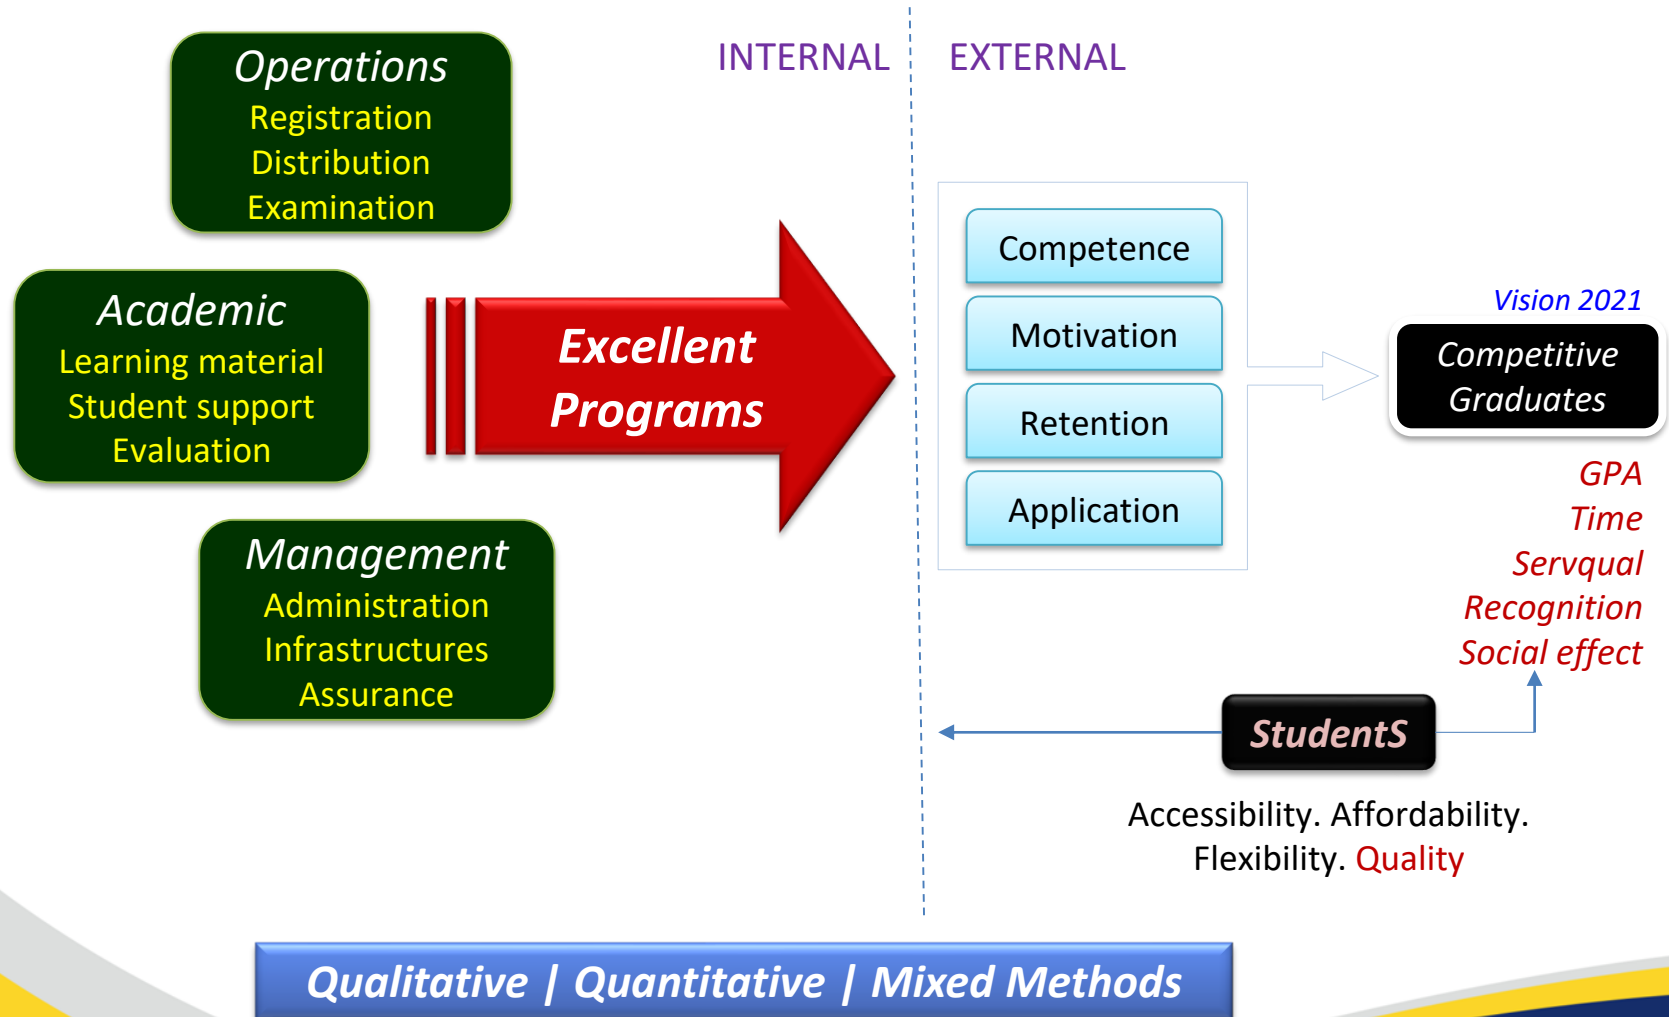 INTERNAL
EXTERNAL
Operations
Registration
Distribution
Examination
Academic
Learning material
Student support
Evaluation
Management
Administration
Infrastructures
Assurance
Excellent
Programs
Competence
Motivation
Retention
Application
Vision 2021
Competitive
Graduates
GPA
Time
Servqual
Recognition
Social effect
StudentS
Accessibility. Affordability.
Flexibility. Quality
Qualitative | Quantitative | Mixed Methods